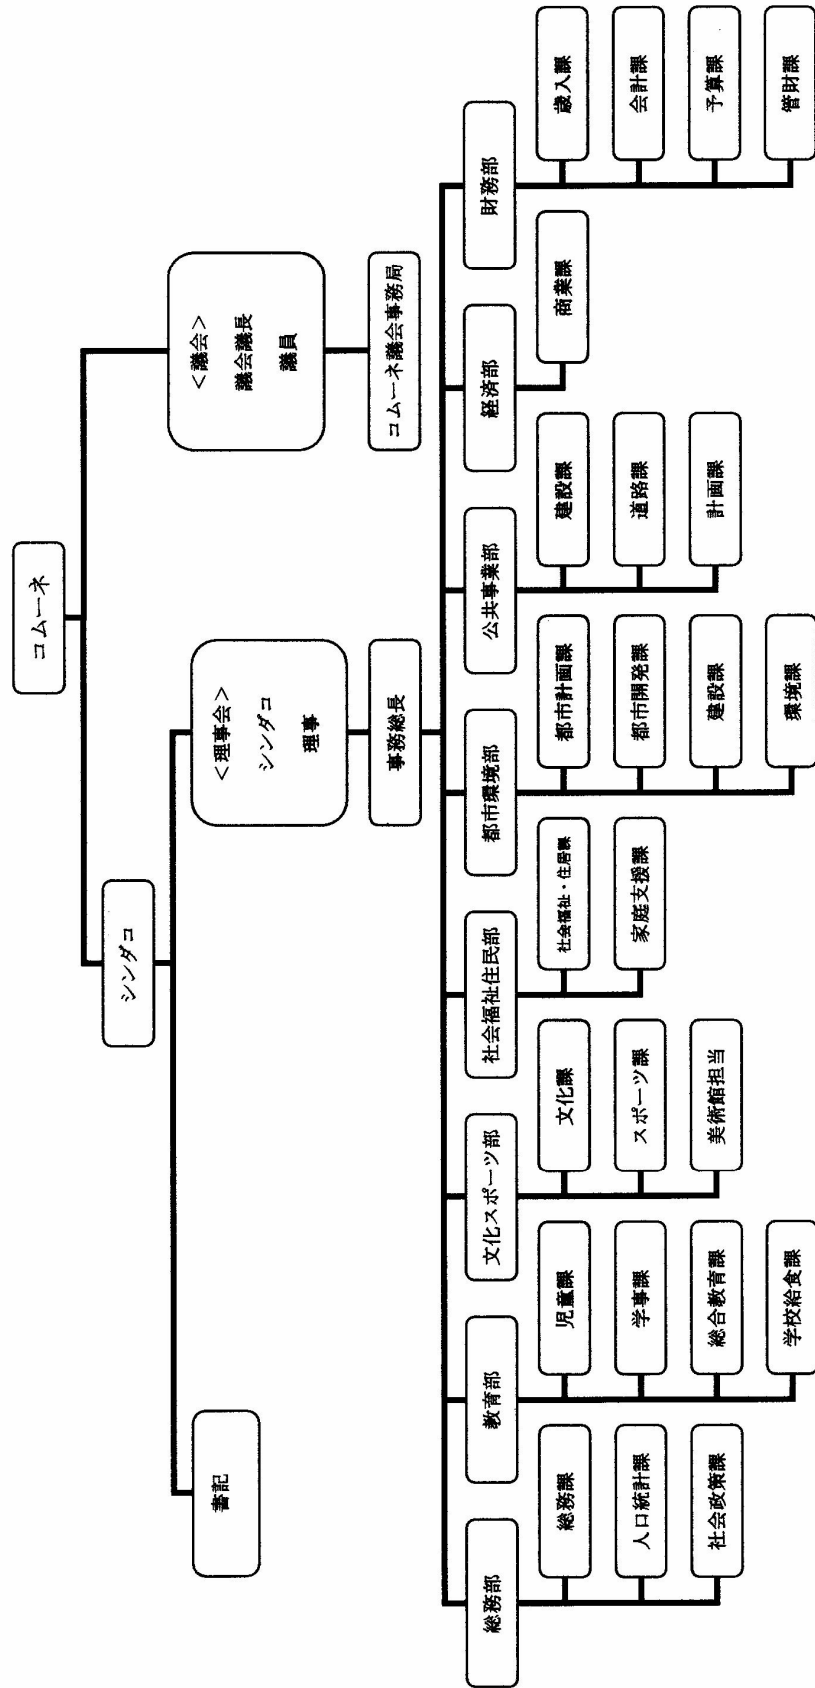 コムーネ
シンダコ
<議会>
議会議長
議員
書記
<理事会>
シンダコ
理事
事務総長
コムーネ議会事務局
総務部
教育部
文化スポーツ部
社会福祉住民部
都市環境部
公共事業部
経済部
財務部
総務課
人口統計課
社会政策課
児童課
学事課
総合教育課
学校給食課
文化課
スポーツ課
美術館担当
社会福祉・住居課
家庭支援課
都市計画課
都市開発課
建設課
環境課
建設課
道路課
計画課
商業課
歳入課
会計課
予算課
管財課